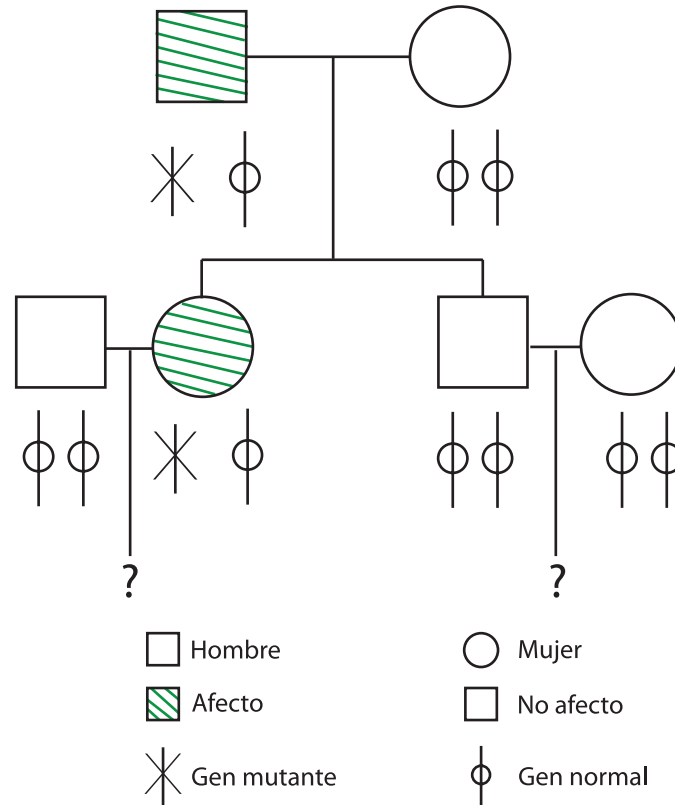 ?
?
Hombre
Mujer
Afecto
No afecto
Gen mutante
Gen normal